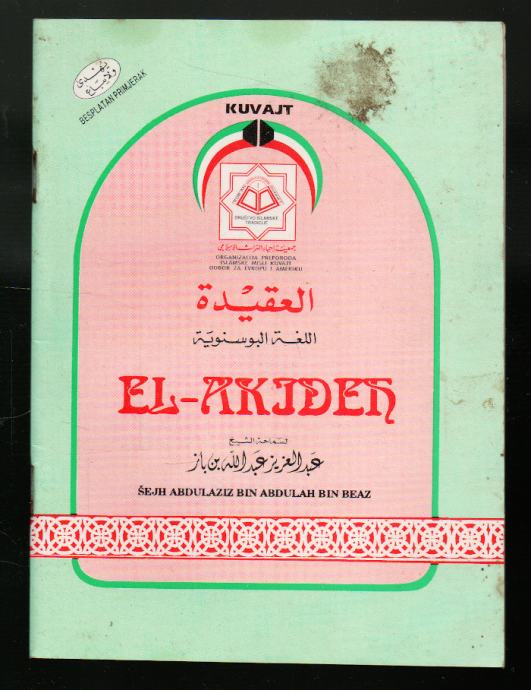 يهدى
ولا يباع
BESPLATAN PRIMJERAK
KUVAJT
DRUŠTVO ISLAMSKE
TRADICIJE
جمعية إحياء التراث الإسلامي
ORGANIZACIJA PREPORODA
ISLAMSKE MISLI KUVAJT
ODBOR ZA EVROPU I AMERIKU
العقيدة
اللغة البوسنوية
EL-AKIDEH
لسماحة الشيخ
عبد العزيز عبد الله بن باز
ŠEJH ABDULAZIZ BIN ABDULAH BIN BEAZ